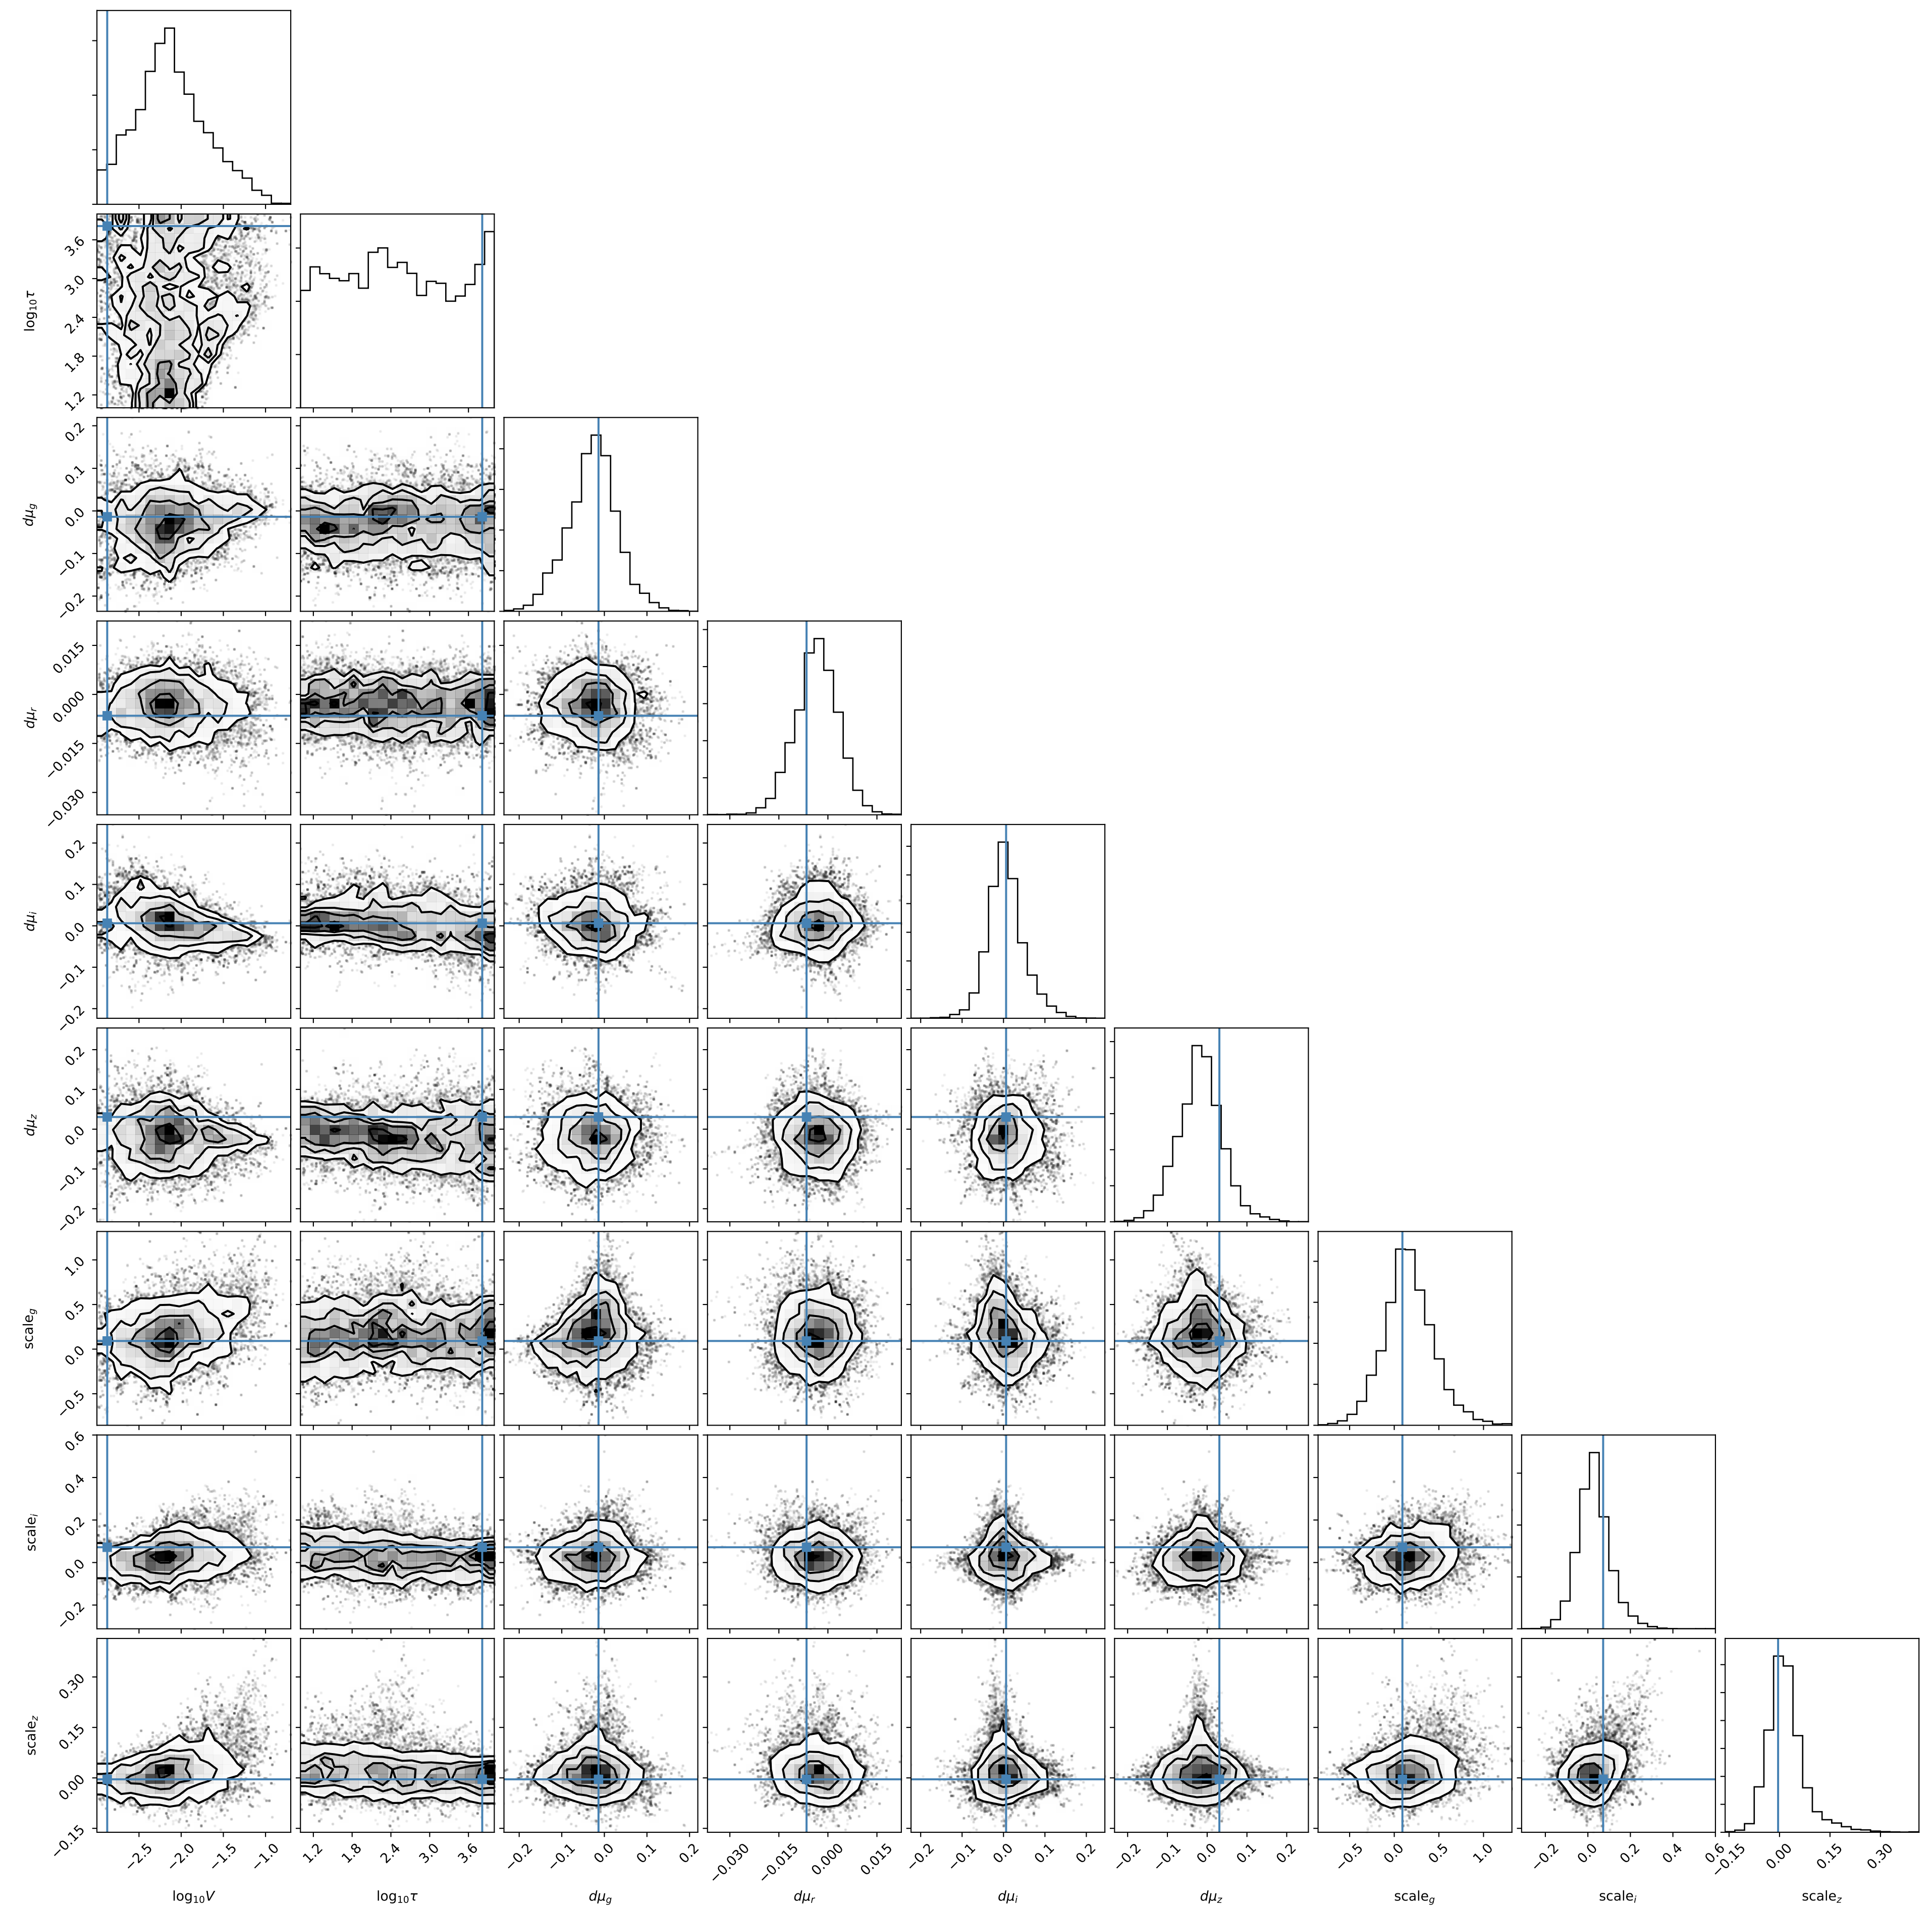 3.6
3.0
2.4
1.8
1.2
log₁₀τ
0.2
0.1
0.0
−0.1
−0.2
dμ_g
0.015
0.000
−0.015
−0.030
dμ_r
0.2
0.1
0.0
−0.1
−0.2
dμ_i
0.2
0.1
0.0
−0.1
−0.2
dμ_z
1.0
0.5
0.0
−0.5
scale_g
0.6
0.4
0.2
0.0
−0.2
scale_i
0.30
0.15
0.00
−0.15
scale_z
−2.5 −2.0 −1.5 −1.0
log₁₀V
1.2 1.8 2.4 3.0 3.6
log₁₀τ
−0.2 −0.1 0.0 0.1 0.2
dμ_g
−0.030 −0.015 0.000 0.015
dμ_r
−0.2 −0.1 0.0 0.1 0.2
dμ_i
−0.2 −0.1 0.0 0.1 0.2
dμ_z
−0.5 0.0 0.5 1.0
scale_g
−0.2 0.0 0.2 0.4 0.6
scale_i
−0.15 0.00 0.15 0.30
scale_z